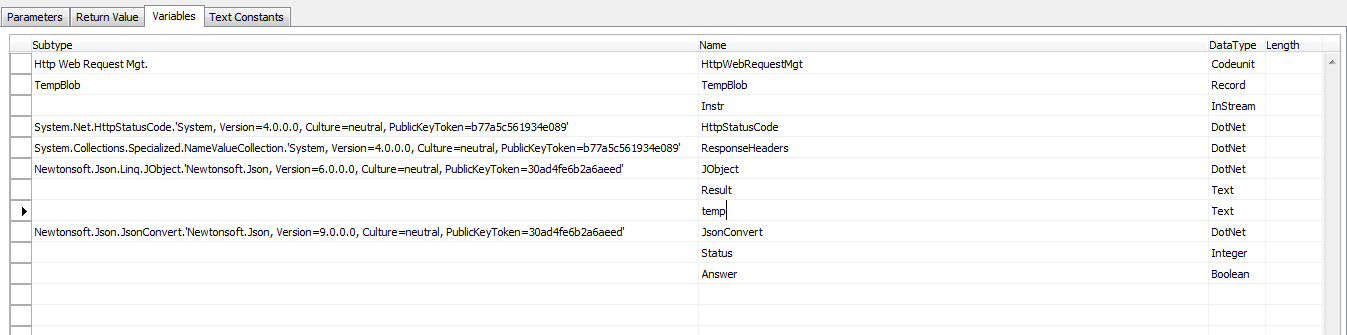 Parameters Return Value Variables Text Constants
Subtype Name DataType Length
Http Web Request Mgt. HttpWebRequestMgt Codeunit
TempBlob TempBlob Record
Instr InStream
System.Net.HttpStatusCode.'System, Version=4.0.0.0, Culture=neutral, PublicKeyToken=b77a5c561934e089' HttpStatusCode DotNet
System.Collections.Specialized.NameValueCollection.'System, Version=4.0.0.0, Culture=neutral, PublicKeyToken=b77a5c561934e089' ResponseHeaders DotNet
Newtonsoft.Json.Linq.JObject.'Newtonsoft.Json, Version=6.0.0.0, Culture=neutral, PublicKeyToken=30ad4fe6b2a6aeed' JObject DotNet
Result Text
temp Text
Newtonsoft.Json.JsonConvert.'Newtonsoft.Json, Version=9.0.0.0, Culture=neutral, PublicKeyToken=30ad4fe6b2a6aeed' JsonConvert DotNet
Status Integer
Answer Boolean